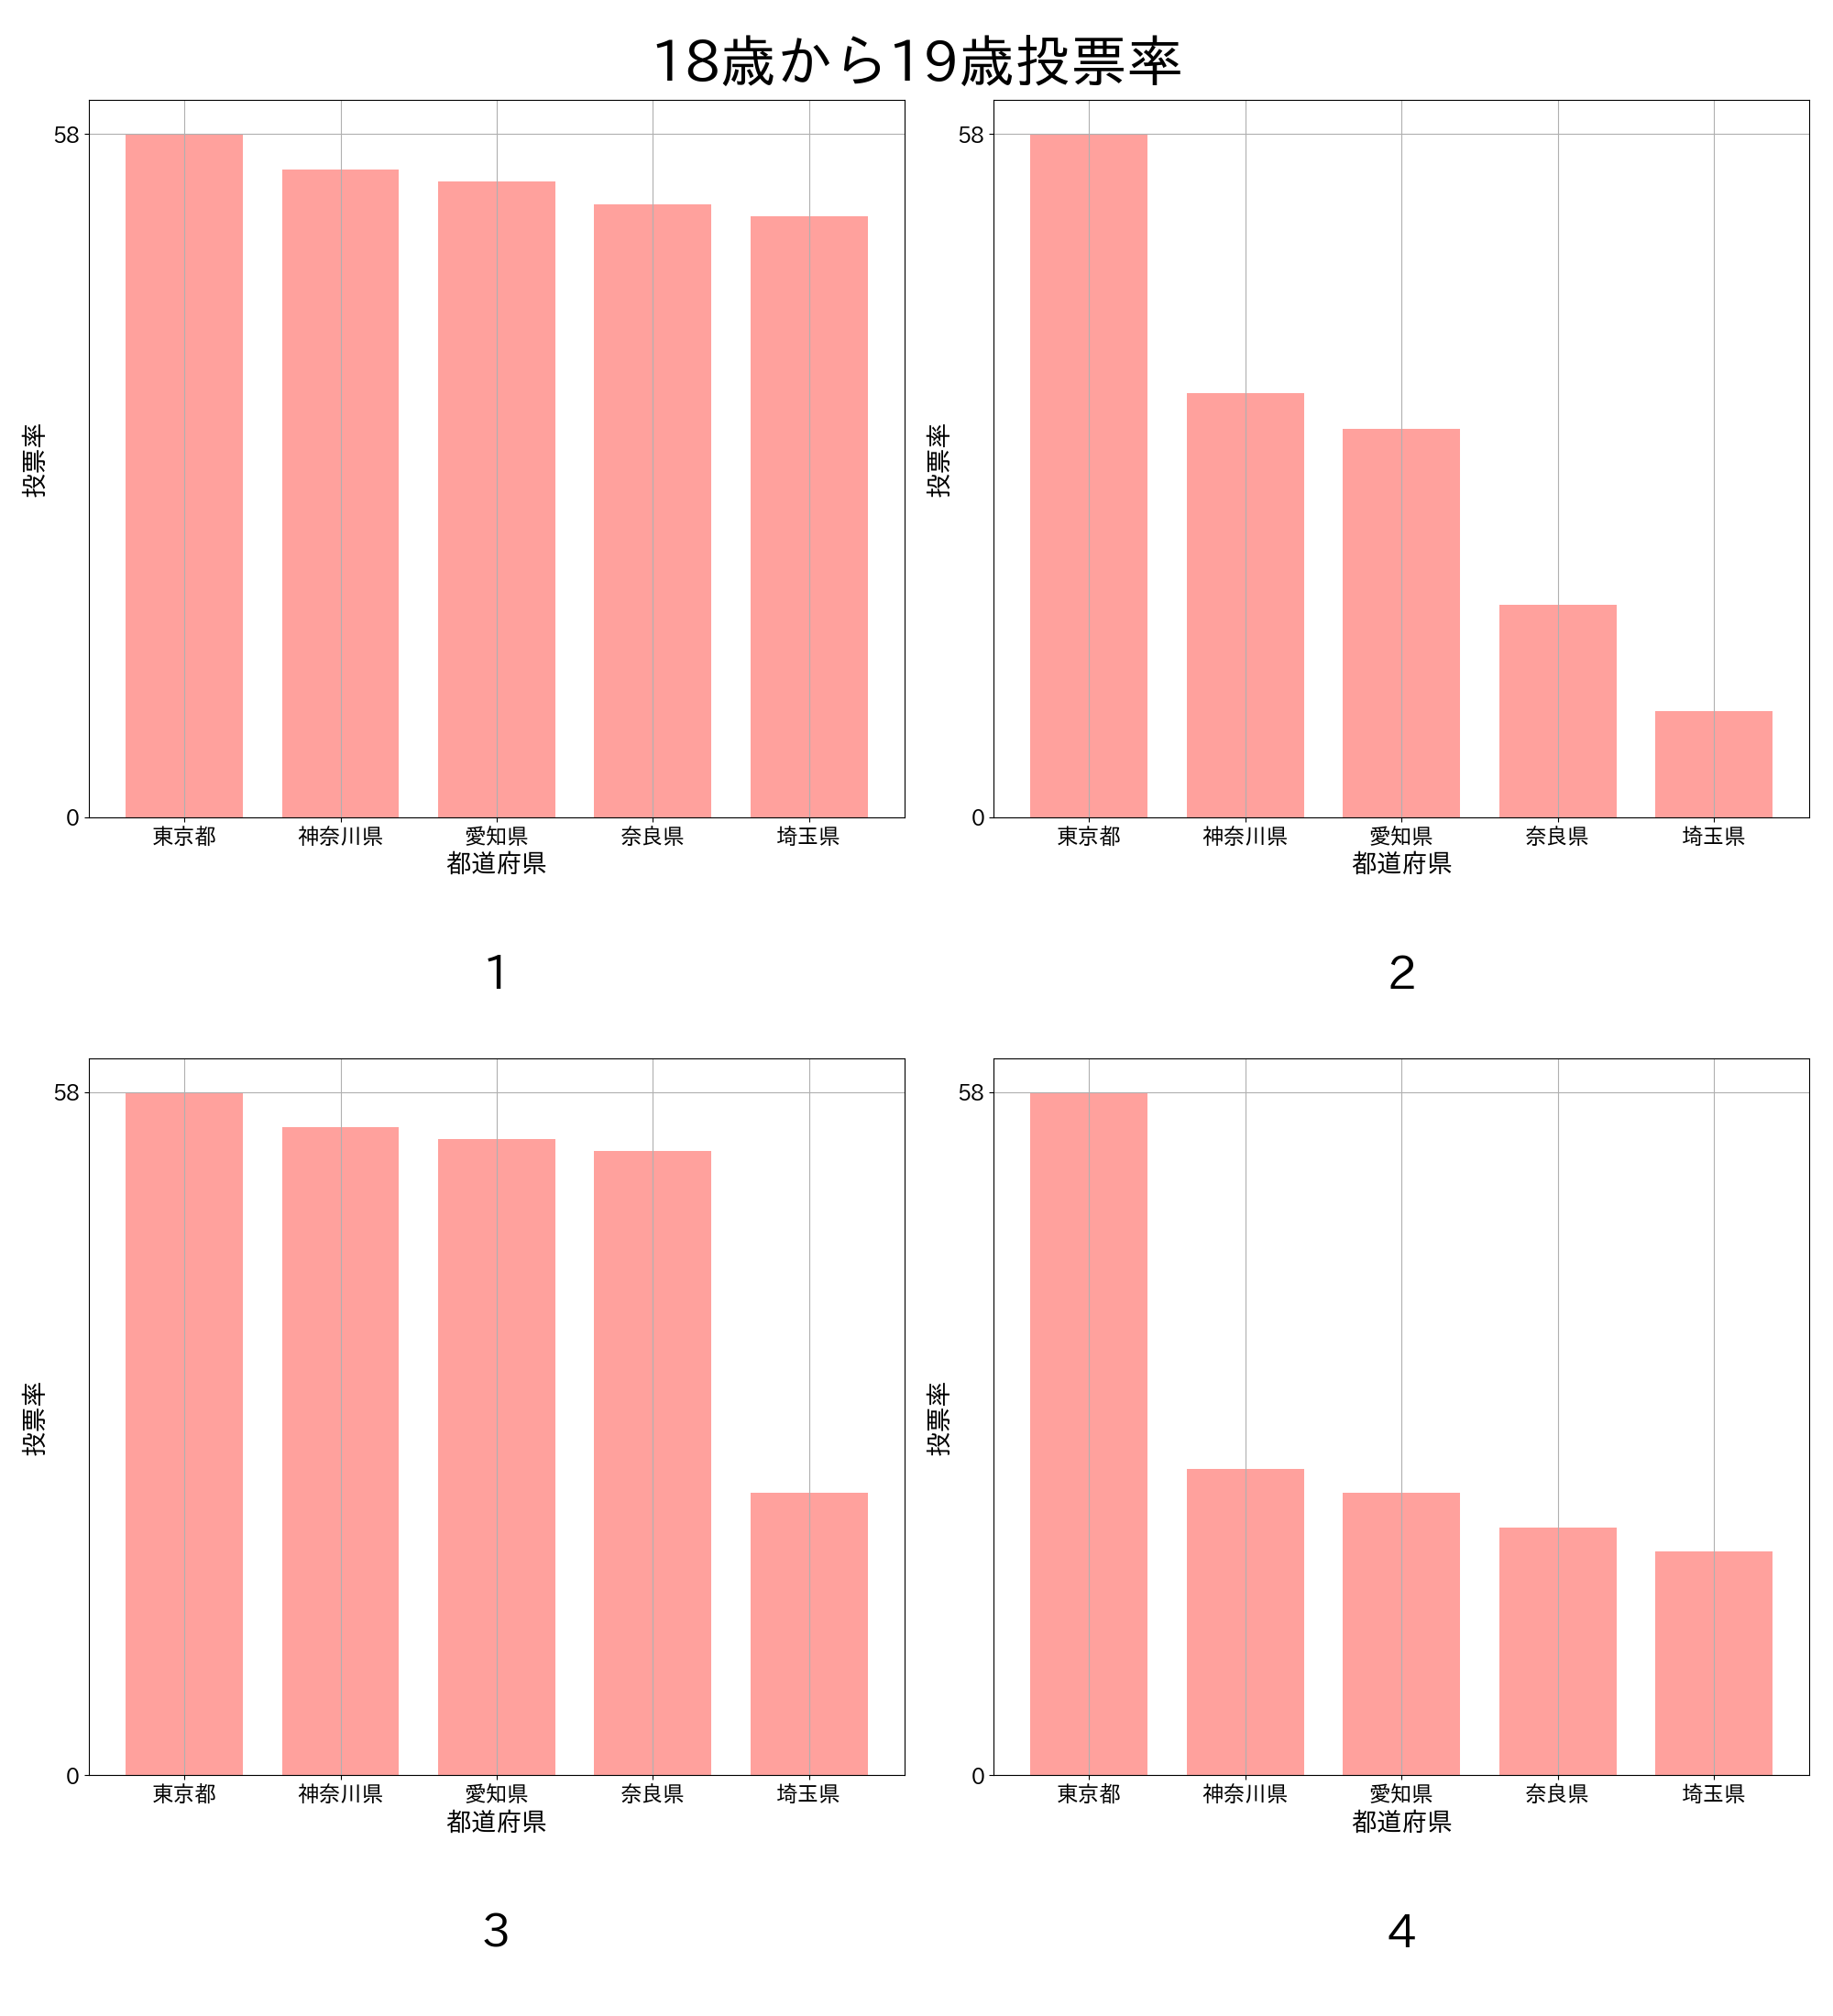 18歳から19歳投票率
58
0
投票率
東京都 神奈川県 愛知県 奈良県 埼玉県
都道府県
1
58
0
投票率
東京都 神奈川県 愛知県 奈良県 埼玉県
都道府県
2
58
0
投票率
東京都 神奈川県 愛知県 奈良県 埼玉県
都道府県
3
58
0
投票率
東京都 神奈川県 愛知県 奈良県 埼玉県
都道府県
4